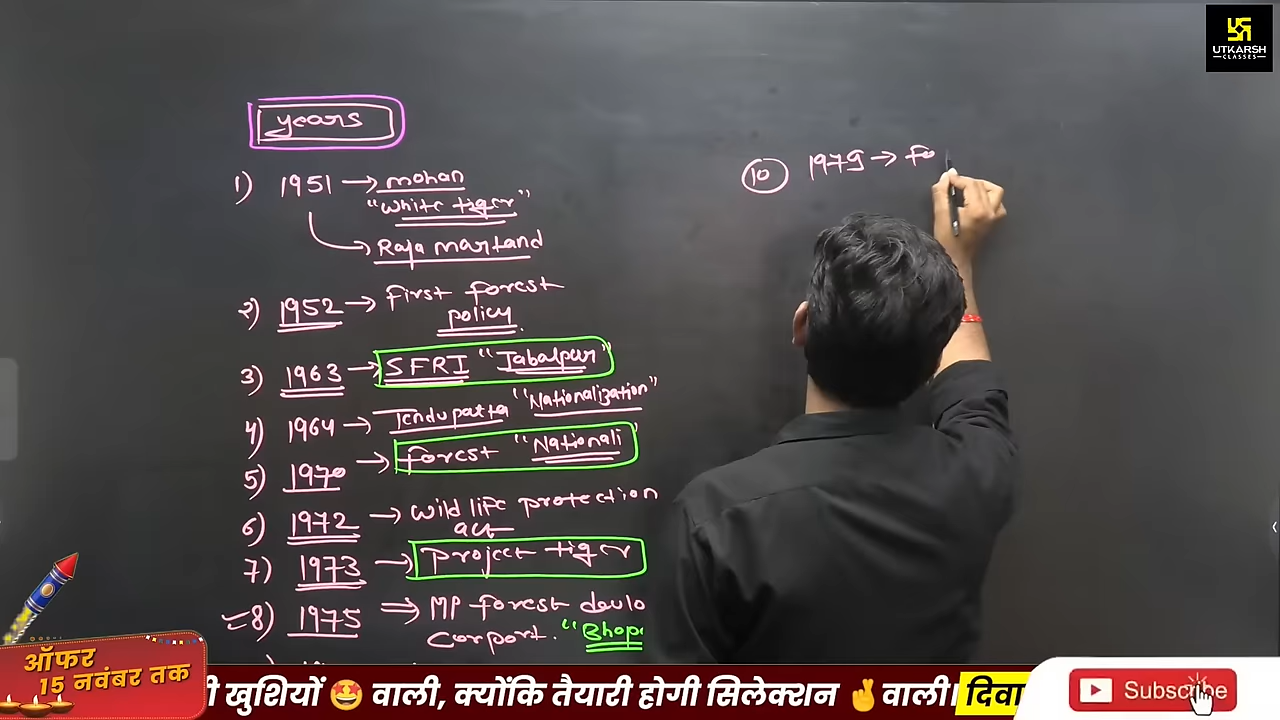 UTKARSH
CLASSES
years
1) 1951 → mohan
"White tiger"
→ Raja martand
2) 1952 → First forest
policy.
3) 1963 → SFRI "Jabalpur"
4) 1964 → Tendupatta "Nationalization"
5) 1970 → forest "Nationali
6) 1972 → Wild life protection
act
7) 1973 → project tiger
8) 1975 ⇒ MP forest devlo
corport. "Bhop
10 1979 → Fo
ऑफर
15 नवंबर तक
ी खुशियों 🤩 वाली, क्योंकि तैयारी होगी सिलेक्शन 🤞वाली। दिवा
Subscribe